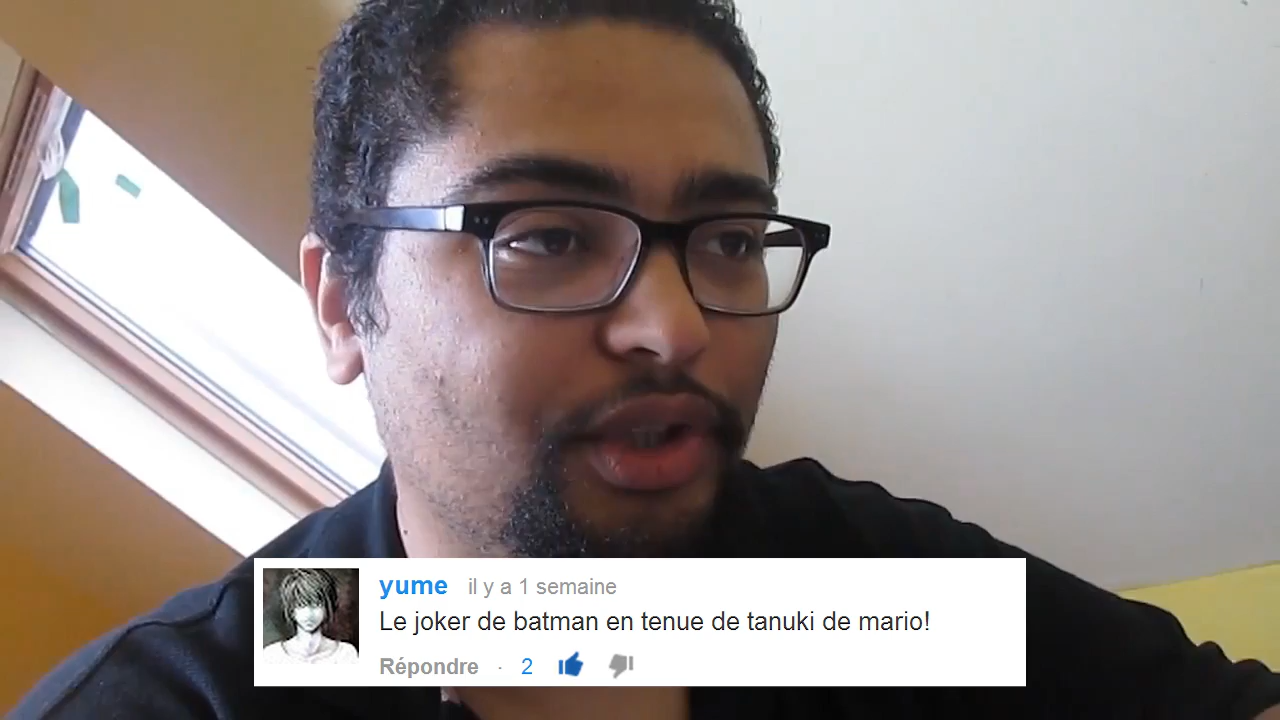 yume il y a 1 semaine
Le joker de batman en tenue de tanuki de mario!
Répondre · 2